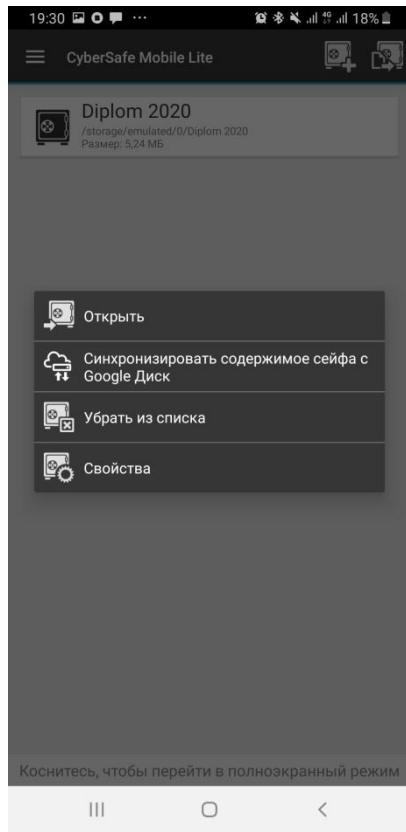 19:30 ... 4G 18%
CyberSafe Mobile Lite
Diplom 2020
/storage/emulated/0/Diplom 2020
Размер: 5,24 МБ
Открыть
Синхронизировать содержимое сейфа с
Google Диск
Убрать из списка
Свойства
Коснитесь, чтобы перейти в полноэкранный режим